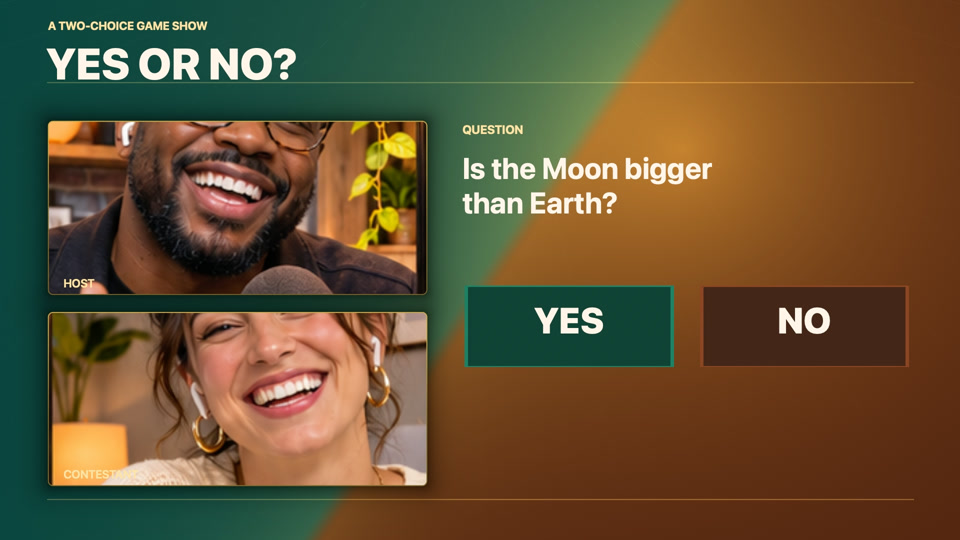 A TWO-CHOICE GAME SHOW
YES OR NO?
QUESTION
Is the Moon bigger
than Earth?
HOST
YES
NO